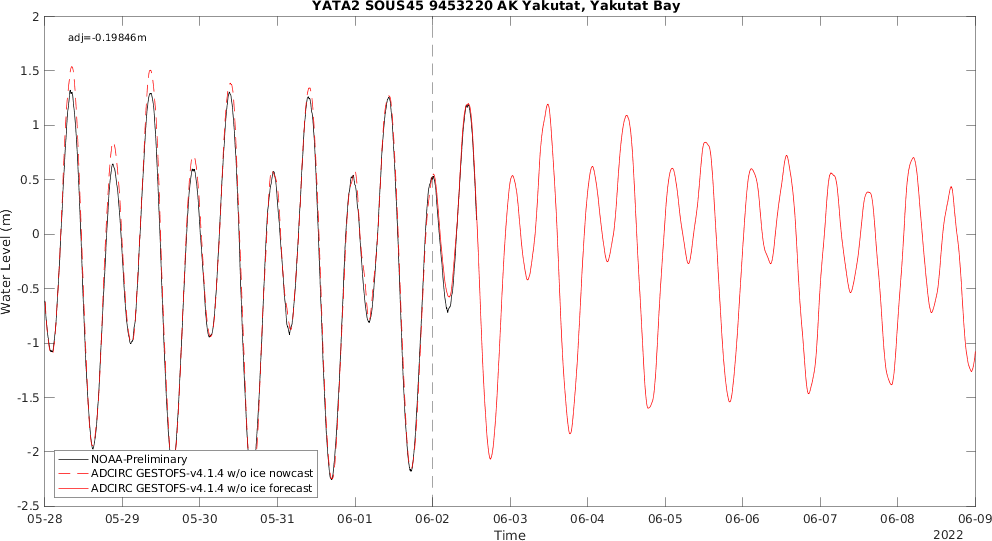 YATA2 SOUS45 9453220 AK Yakutat, Yakutat Bay
adj=-0.19846m
2
1.5
1
0.5
0
-0.5
-1
-1.5
-2
-2.5
Water Level (m)
NOAA-Preliminary
ADCIRC GESTOFS-v4.1.4 w/o ice nowcast
ADCIRC GESTOFS-v4.1.4 w/o ice forecast
05-28 05-29 05-30 05-31 06-01 06-02 06-03 06-04 06-05 06-06 06-07 06-08 06-09
Time
2022